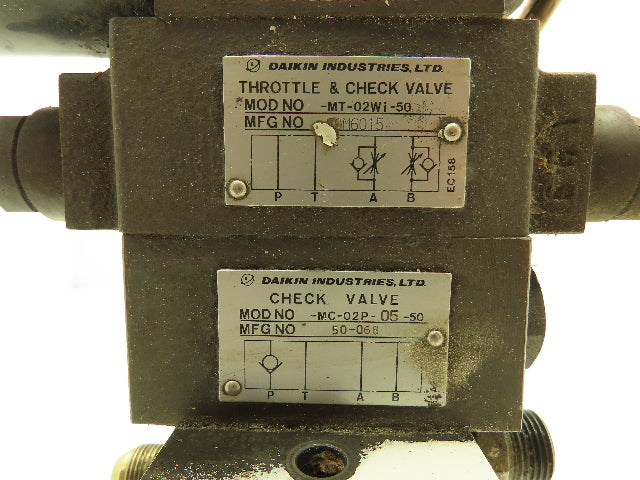 DAIKIN INDUSTRIES, LTD.
THROTTLE & CHECK VALVE
MOD NO -MT-02Wi-50
MFG NO
P T A B
EC158
DAIKIN INDUSTRIES, LTD.
CHECK VALVE
MOD NO -MC-02P-05-50
MFG NO 50-068
P T A B